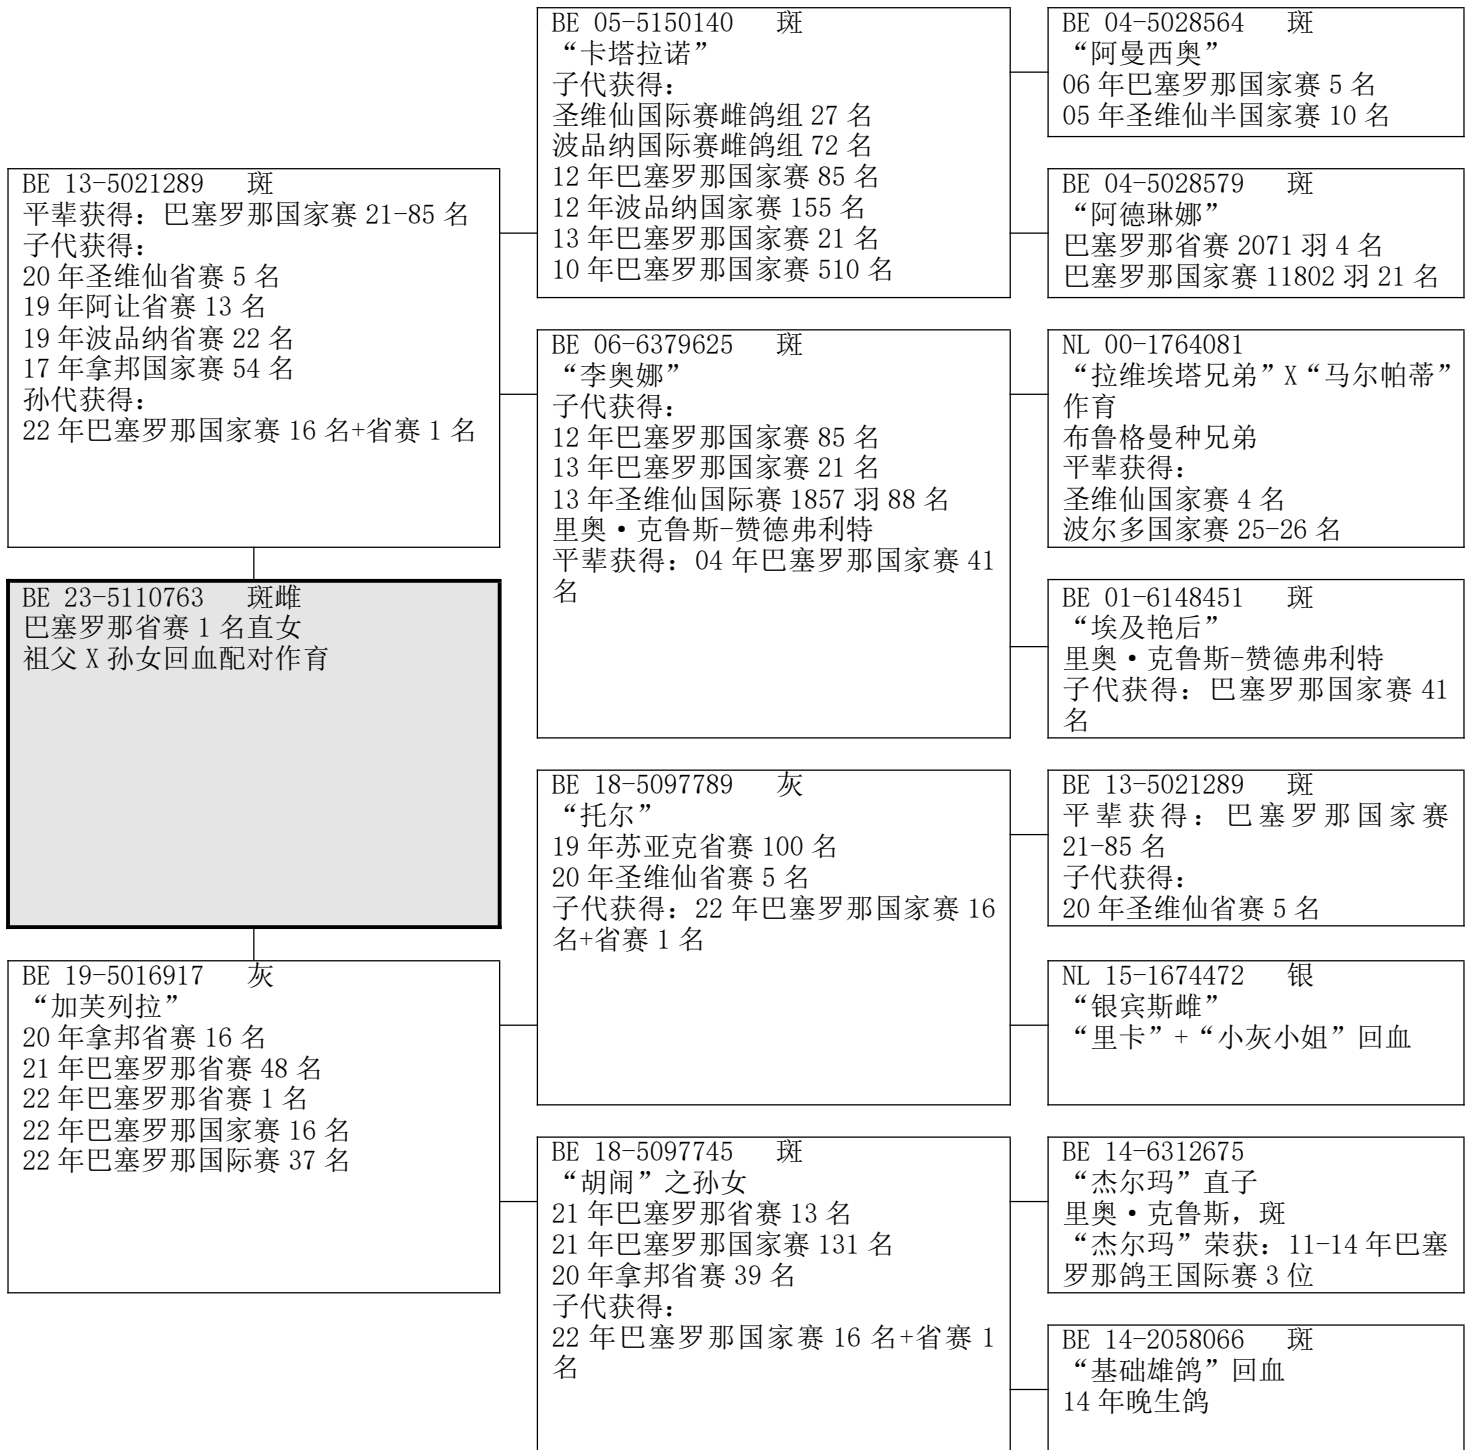 BE 13-5021289 斑
平辈获得：巴塞罗那国家赛 21-85 名
子代获得：
20 年圣维仙省赛 5 名
19 年阿让省赛 13 名
19 年波品纳省赛 22 名
17 年拿邦国家赛 54 名
孙代获得：
22 年巴塞罗那国家赛 16 名+省赛 1 名
BE 23-5110763 斑雌
巴塞罗那省赛 1 名直女
祖父 X 孙女回血配对作育
BE 19-5016917 灰
“加芙列拉”
20 年拿邦省赛 16 名
21 年巴塞罗那省赛 48 名
22 年巴塞罗那省赛 1 名
22 年巴塞罗那国家赛 16 名
22 年巴塞罗那国际赛 37 名
BE 05-5150140 斑
“卡塔拉诺”
子代获得：
圣维仙国际赛雌鸽组 27 名
波品纳国际赛雌鸽组 72 名
12 年巴塞罗那国家赛 85 名
12 年波品纳国家赛 155 名
13 年巴塞罗那国家赛 21 名
10 年巴塞罗那国家赛 510 名
BE 06-6379625 斑
“李奥娜”
子代获得：
12 年巴塞罗那国家赛 85 名
13 年巴塞罗那国家赛 21 名
13 年圣维仙国际赛 1857 羽 88 名
里奥·克鲁斯-赞德弗利特
平辈获得：04 年巴塞罗那国家赛 41
名
BE 18-5097789 灰
“托尔”
19 年苏亚克省赛 100 名
20 年圣维仙省赛 5 名
子代获得：22 年巴塞罗那国家赛 16
名+省赛 1 名
BE 18-5097745 斑
“胡闹”之孙女
21 年巴塞罗那省赛 13 名
21 年巴塞罗那国家赛 131 名
20 年拿邦省赛 39 名
子代获得：
22 年巴塞罗那国家赛 16 名+省赛 1
名
BE 04-5028564 斑
“阿曼西奥”
06 年巴塞罗那国家赛 5 名
05 年圣维仙半国家赛 10 名
BE 04-5028579 斑
“阿德琳娜”
巴塞罗那省赛 2071 羽 4 名
巴塞罗那国家赛 11802 羽 21 名
NL 00-1764081
“拉维埃塔兄弟”X“马尔帕蒂”
作育
布鲁格曼种兄弟
平辈获得：
圣维仙国家赛 4 名
波尔多国家赛 25-26 名
BE 01-6148451 斑
“埃及艳后”
里奥·克鲁斯-赞德弗利特
子代获得：巴塞罗那国家赛 41
名
BE 13-5021289 斑
平辈获得：巴塞罗那国家赛
21-85 名
子代获得：
20 年圣维仙省赛 5 名
NL 15-1674472 银
“银宾斯雌”
“里卡”+“小灰小姐”回血
BE 14-6312675
“杰尔玛”直子
里奥·克鲁斯，斑
“杰尔玛”荣获：11-14 年巴塞
罗那鸽王国际赛 3 位
BE 14-2058066 斑
“基础雄鸽”回血
14 年晚生鸽